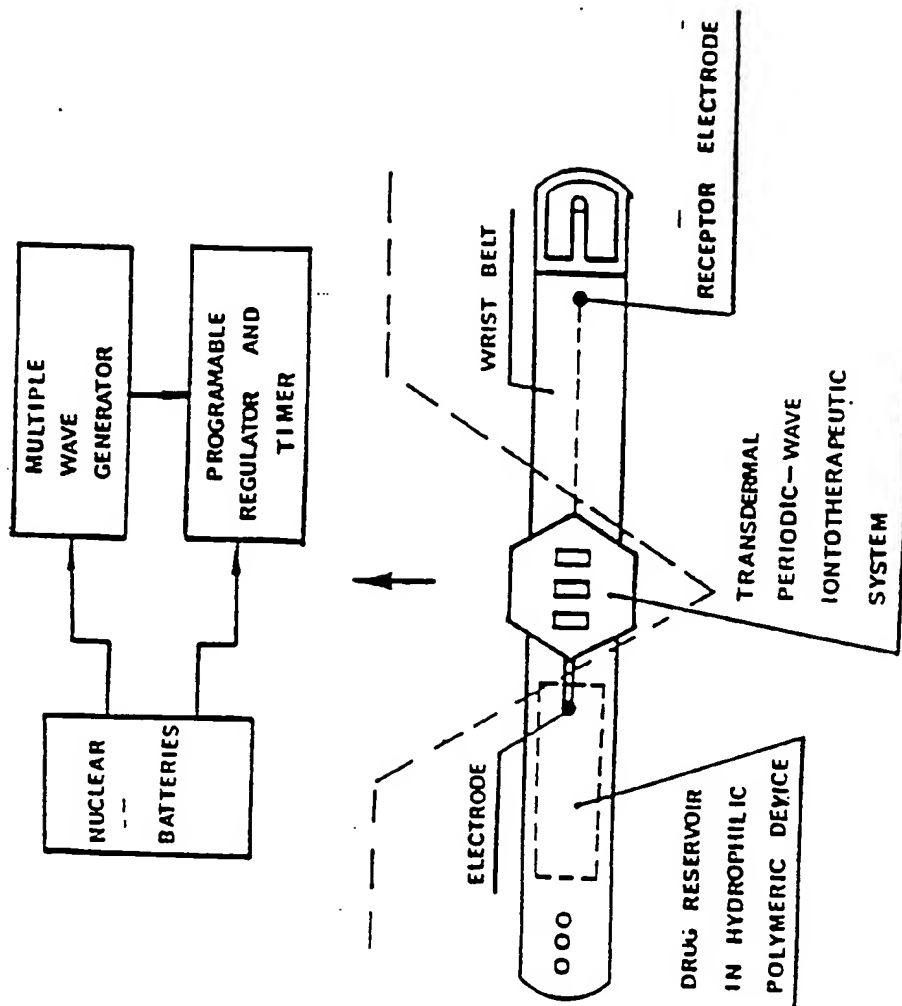 NUCLEAR
BATTERIES
MULTIPLE
WAVE
GENERATOR
PROGRAMABLE
REGULATOR AND
TIMER
ELECTRODE
WRIST BELT
DRUG RESERVOIR
IN HYDROPHILIC
POLYMERIC DEVICE
TRANSDERMAL
PERIODIC-WAVE
IONTOTHERAPEUTIC
SYSTEM
RECEPTOR ELECTRODE